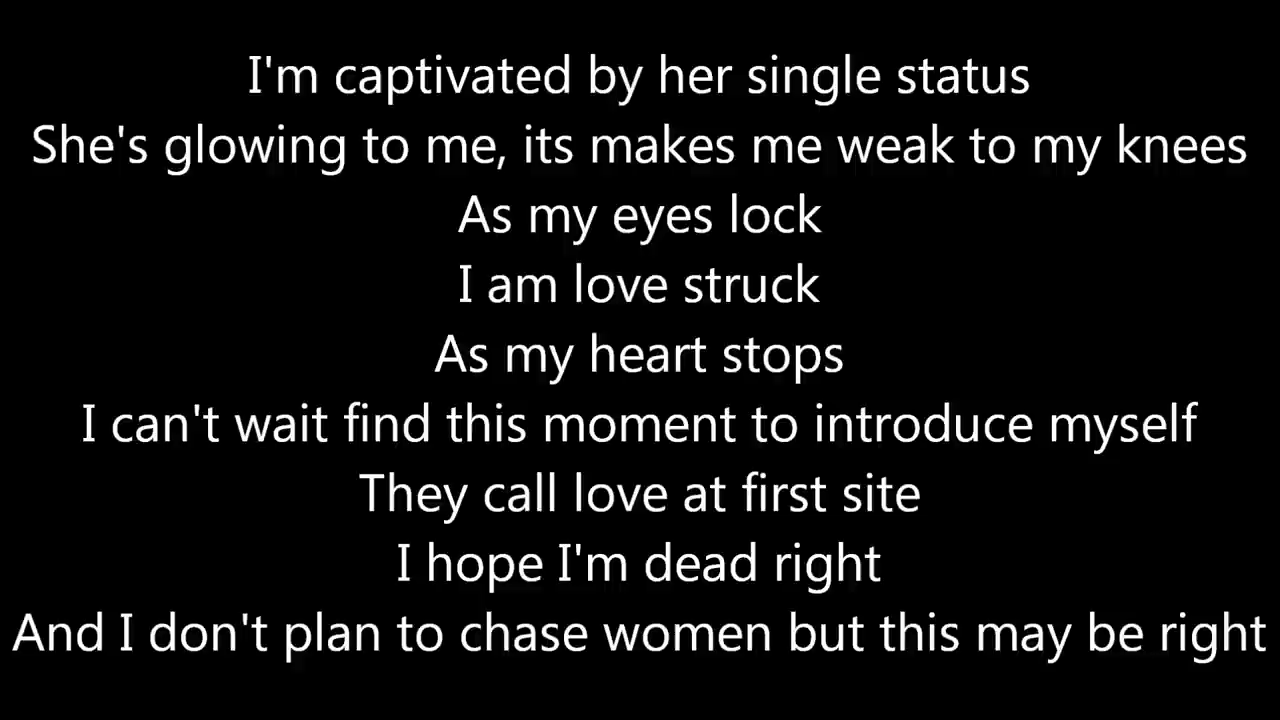 I'm captivated by her single status
She's glowing to me, its makes me weak to my knees
As my eyes lock
I am love struck
As my heart stops
I can't wait find this moment to introduce myself
They call love at first site
I hope I'm dead right
And I don't plan to chase women but this may be right